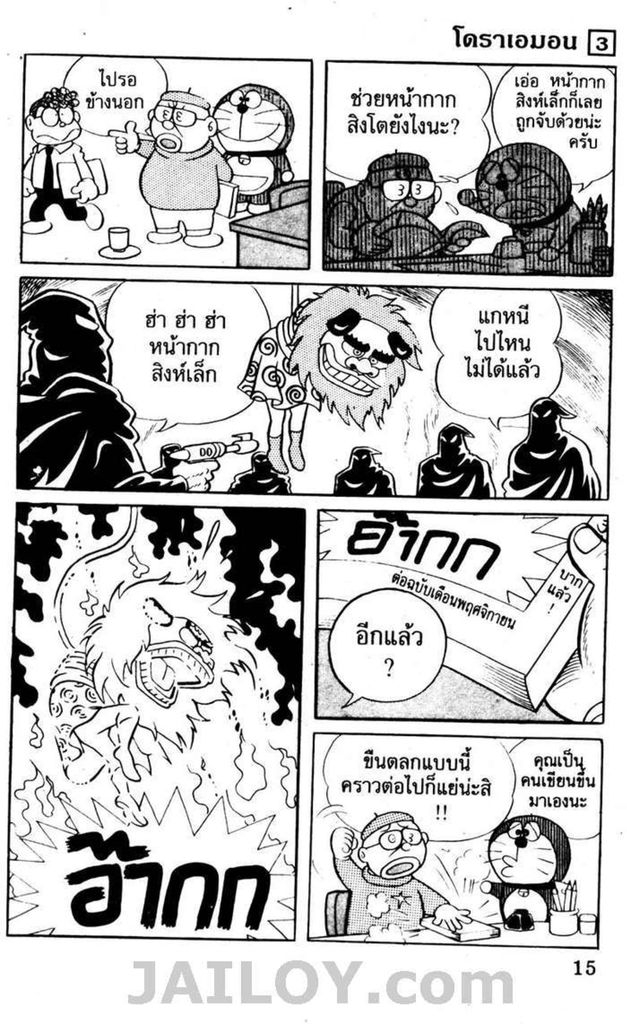 โดราเอมอน 3
ไปรอ
ข้างนอก
ช่วยหน้ากาก
สิงโตยังไงนะ?
เอ่อ หน้ากาก
สิงห์เล็กก็เลย
ถูกจับด้วยน่ะ
ครับ
ฮ่า ฮ่า ฮ่า
หน้ากาก
สิงห์เล็ก
แกหนี
ไปไหน
ไม่ได้แล้ว
อ๊ากก
อ๊ากก
ต่อฉบับเดือนพฤศจิกายน
บาก
แล้ว
!
อีกแล้ว
?
ขืนตลกแบบนี้
คราวต่อไปก็แย่น่ะสิ
!!
คุณเป็น
คนเขียนขึ้น
มาเองนะ
15
JAILOY.com